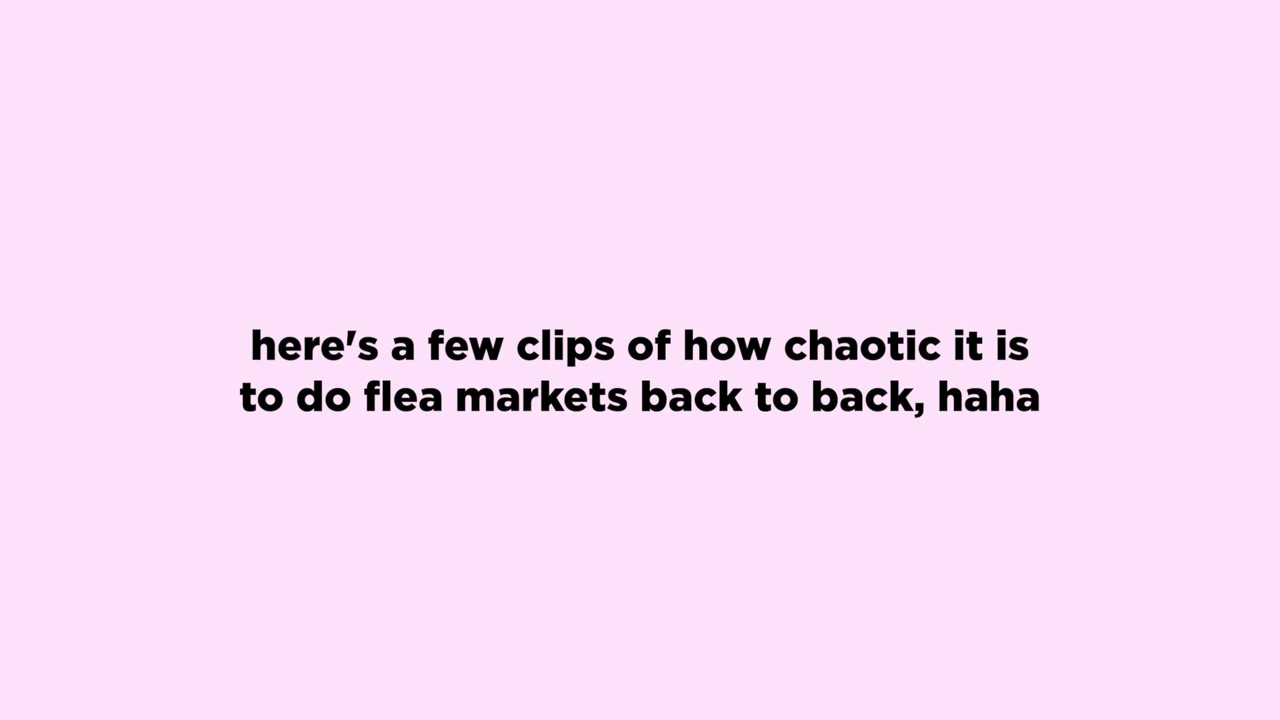 here's a few clips of how chaotic it is
to do flea markets back to back, haha